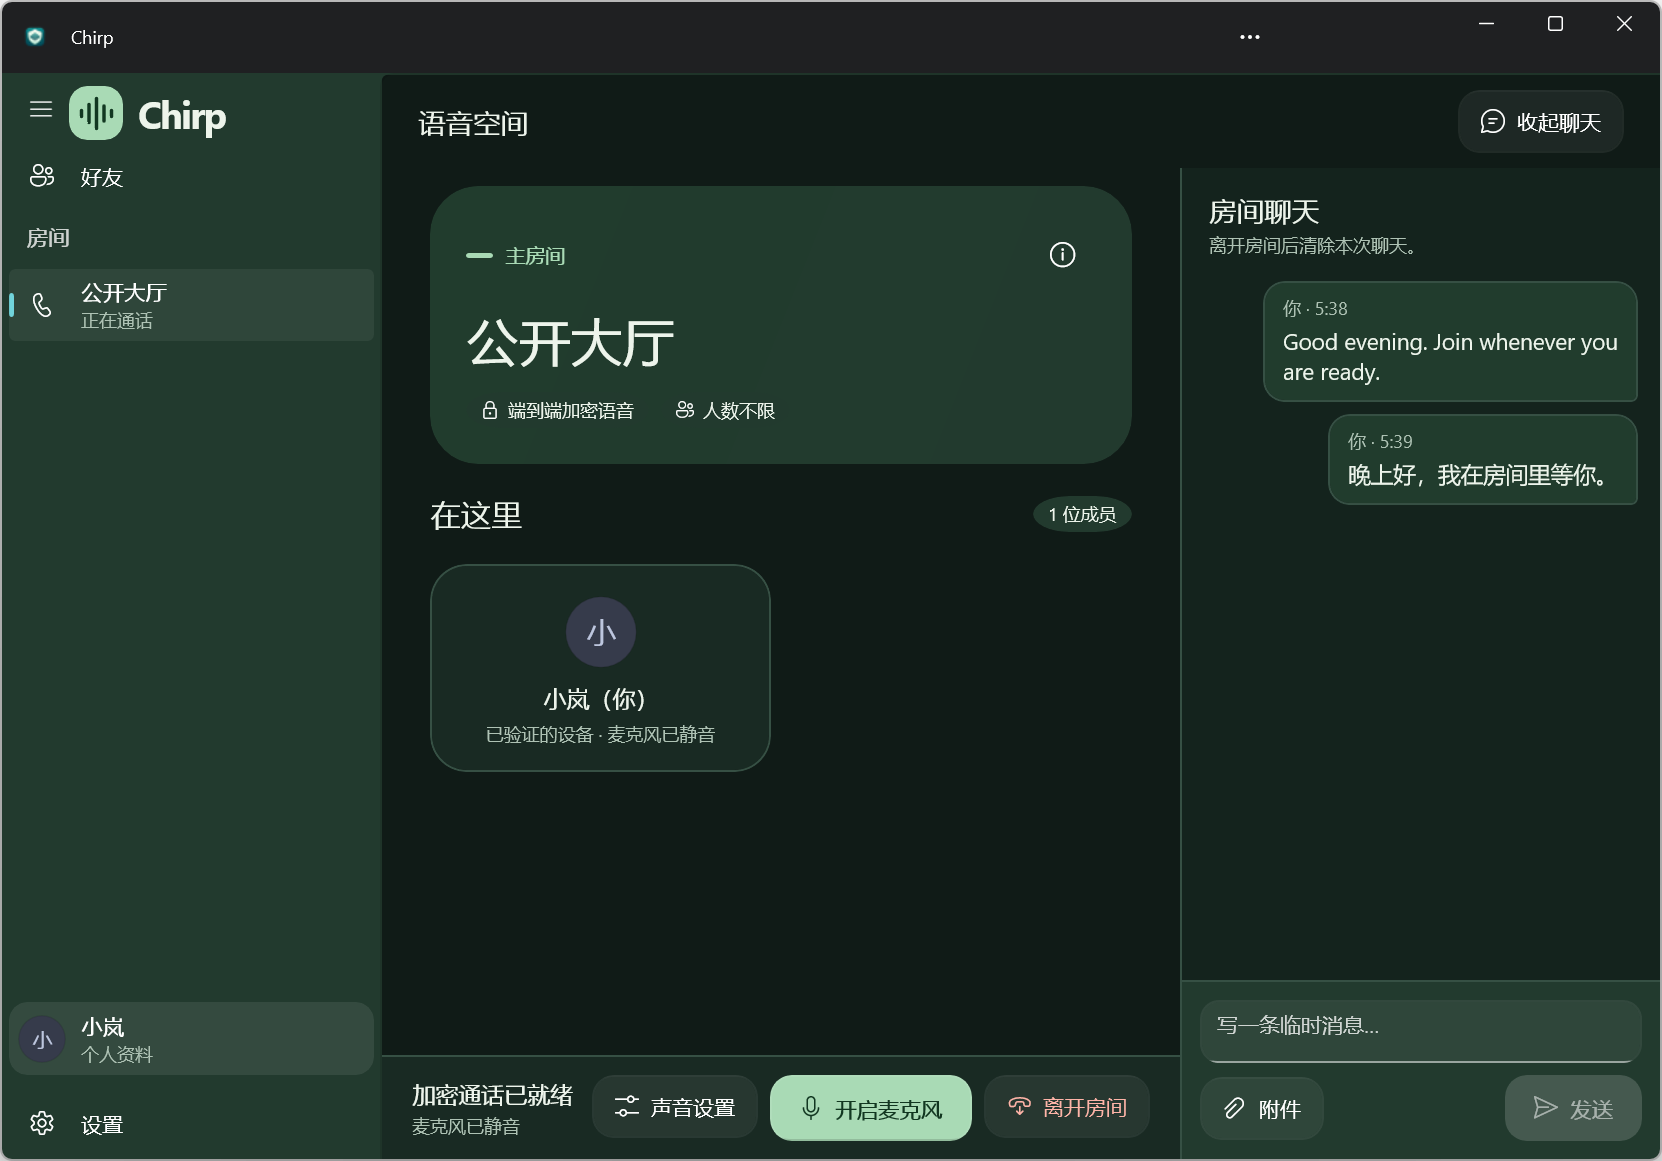 Chirp
Chirp
好友
房间
公开大厅
正在通话
小
小岚
个人资料
设置
语音空间
收起聊天
主房间
公开大厅
端到端加密语音
人数不限
在这里
1 位成员
小
小岚（你）
已验证的设备 · 麦克风已静音
加密通话已就绪
麦克风已静音
声音设置
开启麦克风
离开房间
房间聊天
离开房间后清除本次聊天。
你 · 5:38
Good evening. Join whenever you
are ready.
你 · 5:39
晚上好，我在房间里等你。
写一条临时消息...
附件
发送